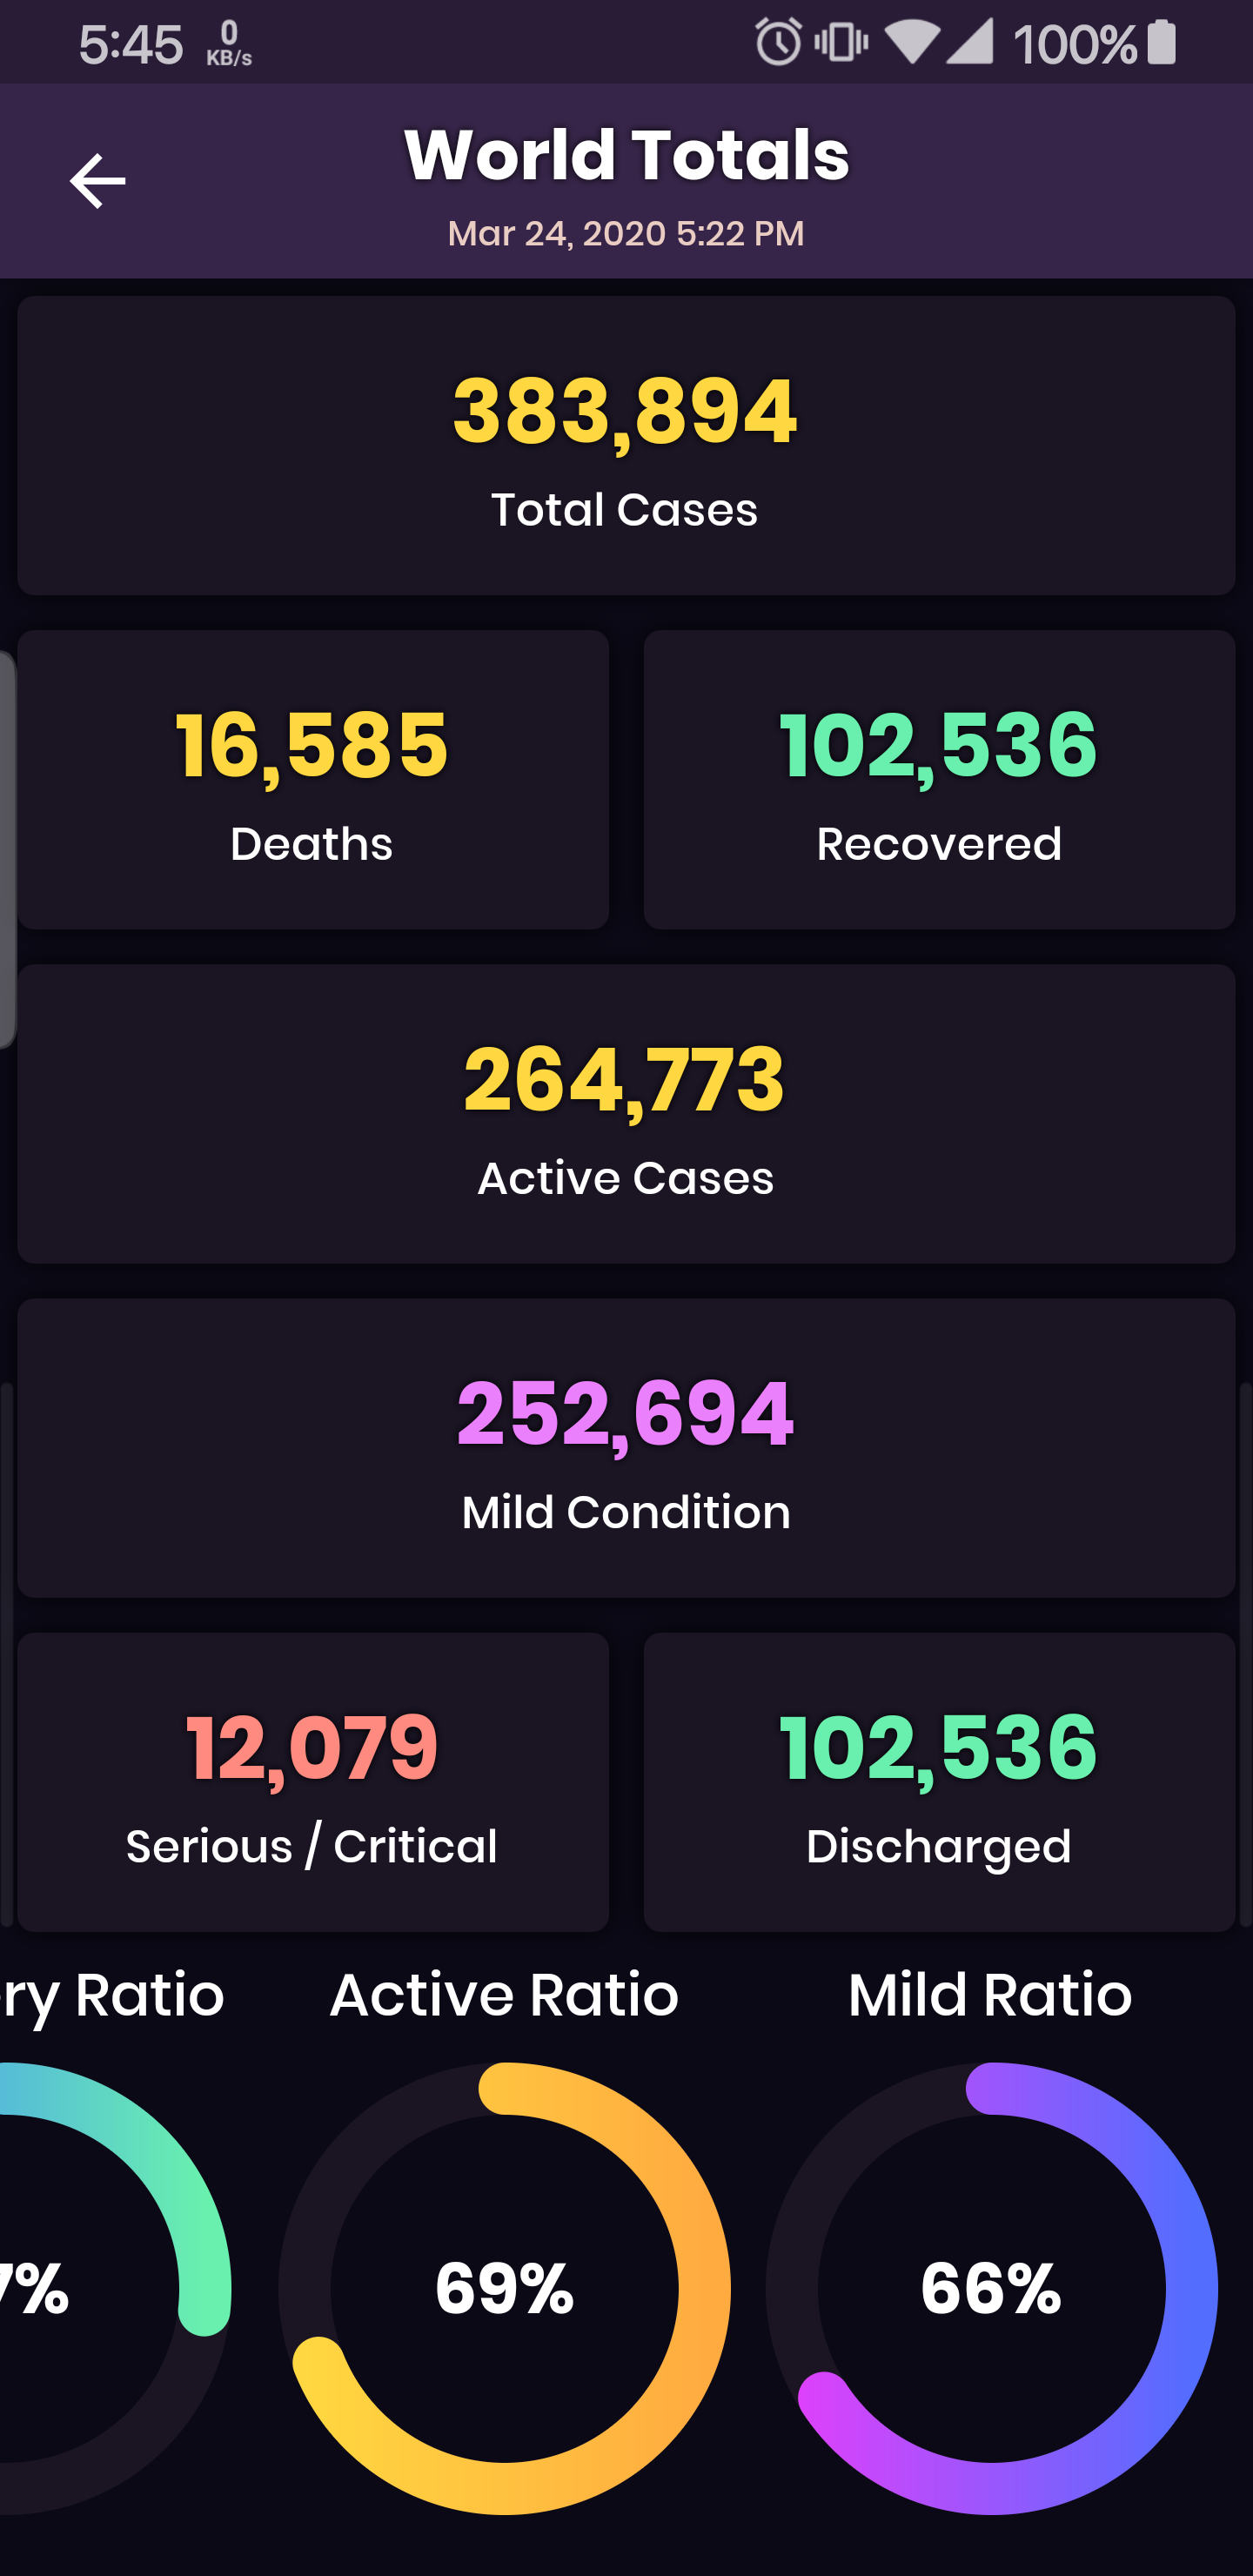 5:45 0 KB/s 100%
World Totals
Mar 24, 2020 5:22 PM
383,894
Total Cases
16,585 102,536
Deaths Recovered
264,773
Active Cases
252,694
Mild Condition
12,079 102,536
Serious / Critical Discharged
ry Ratio Active Ratio Mild Ratio
7% 69% 66%